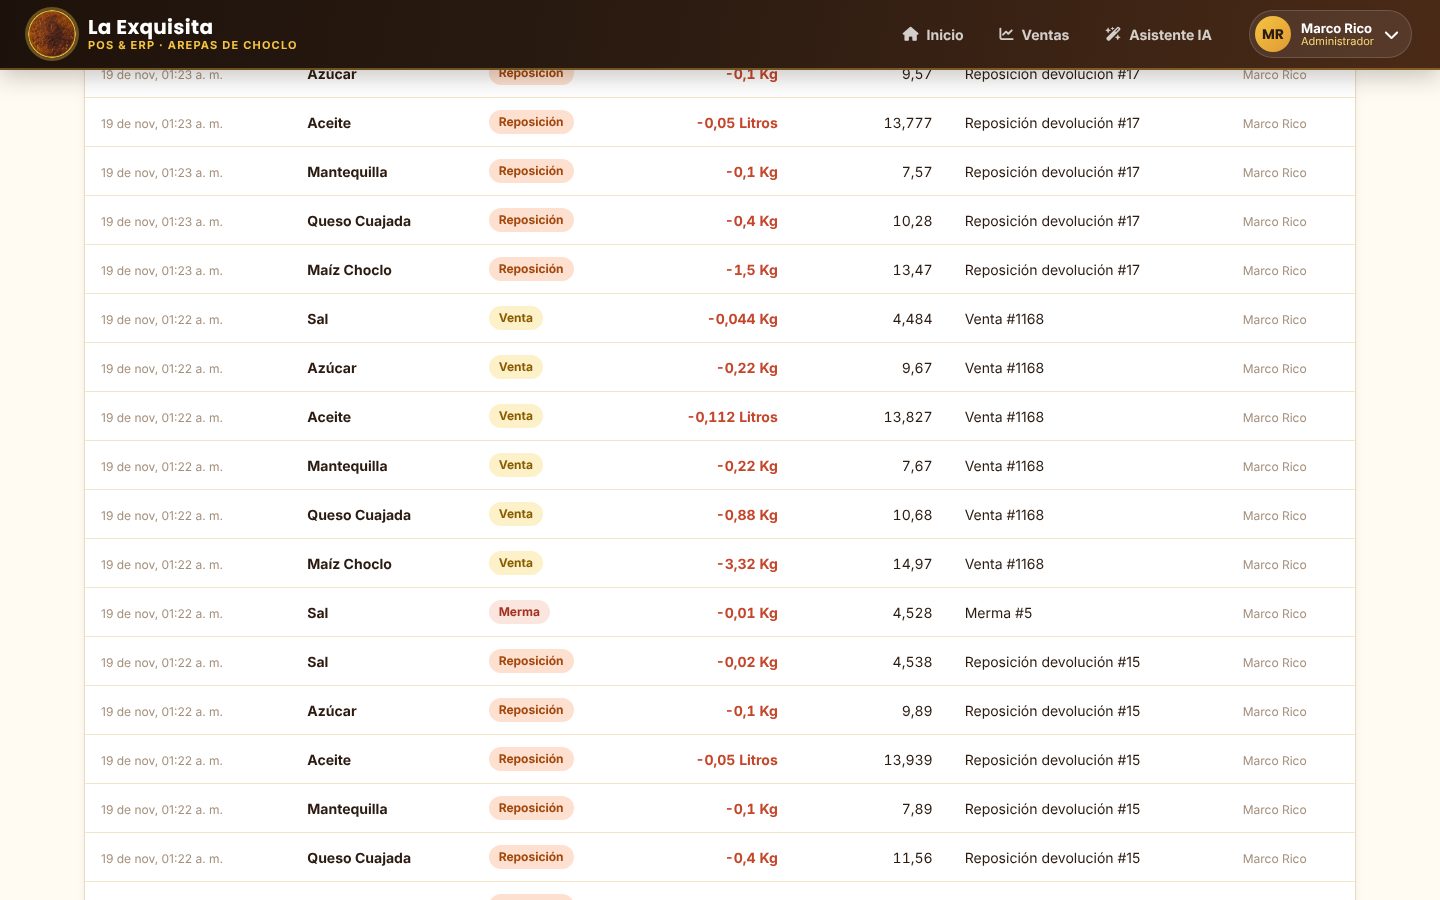 La Exquisita
POS & ERP · AREPAS DE CHOCLO
Inicio
Ventas
Asistente IA
MR
Marco Rico
Administrador
19 de nov, 01:23 a. m. Azúcar Reposición -0,1 Kg 9,57 Reposición devolución #17 Marco Rico
19 de nov, 01:23 a. m. Aceite Reposición -0,05 Litros 13,777 Reposición devolución #17 Marco Rico
19 de nov, 01:23 a. m. Mantequilla Reposición -0,1 Kg 7,57 Reposición devolución #17 Marco Rico
19 de nov, 01:23 a. m. Queso Cuajada Reposición -0,4 Kg 10,28 Reposición devolución #17 Marco Rico
19 de nov, 01:23 a. m. Maíz Choclo Reposición -1,5 Kg 13,47 Reposición devolución #17 Marco Rico
19 de nov, 01:22 a. m. Sal Venta -0,044 Kg 4,484 Venta #1168 Marco Rico
19 de nov, 01:22 a. m. Azúcar Venta -0,22 Kg 9,67 Venta #1168 Marco Rico
19 de nov, 01:22 a. m. Aceite Venta -0,112 Litros 13,827 Venta #1168 Marco Rico
19 de nov, 01:22 a. m. Mantequilla Venta -0,22 Kg 7,67 Venta #1168 Marco Rico
19 de nov, 01:22 a. m. Queso Cuajada Venta -0,88 Kg 10,68 Venta #1168 Marco Rico
19 de nov, 01:22 a. m. Maíz Choclo Venta -3,32 Kg 14,97 Venta #1168 Marco Rico
19 de nov, 01:22 a. m. Sal Merma -0,01 Kg 4,528 Merma #5 Marco Rico
19 de nov, 01:22 a. m. Sal Reposición -0,02 Kg 4,538 Reposición devolución #15 Marco Rico
19 de nov, 01:22 a. m. Azúcar Reposición -0,1 Kg 9,89 Reposición devolución #15 Marco Rico
19 de nov, 01:22 a. m. Aceite Reposición -0,05 Litros 13,939 Reposición devolución #15 Marco Rico
19 de nov, 01:22 a. m. Mantequilla Reposición -0,1 Kg 7,89 Reposición devolución #15 Marco Rico
19 de nov, 01:22 a. m. Queso Cuajada Reposición -0,4 Kg 11,56 Reposición devolución #15 Marco Rico